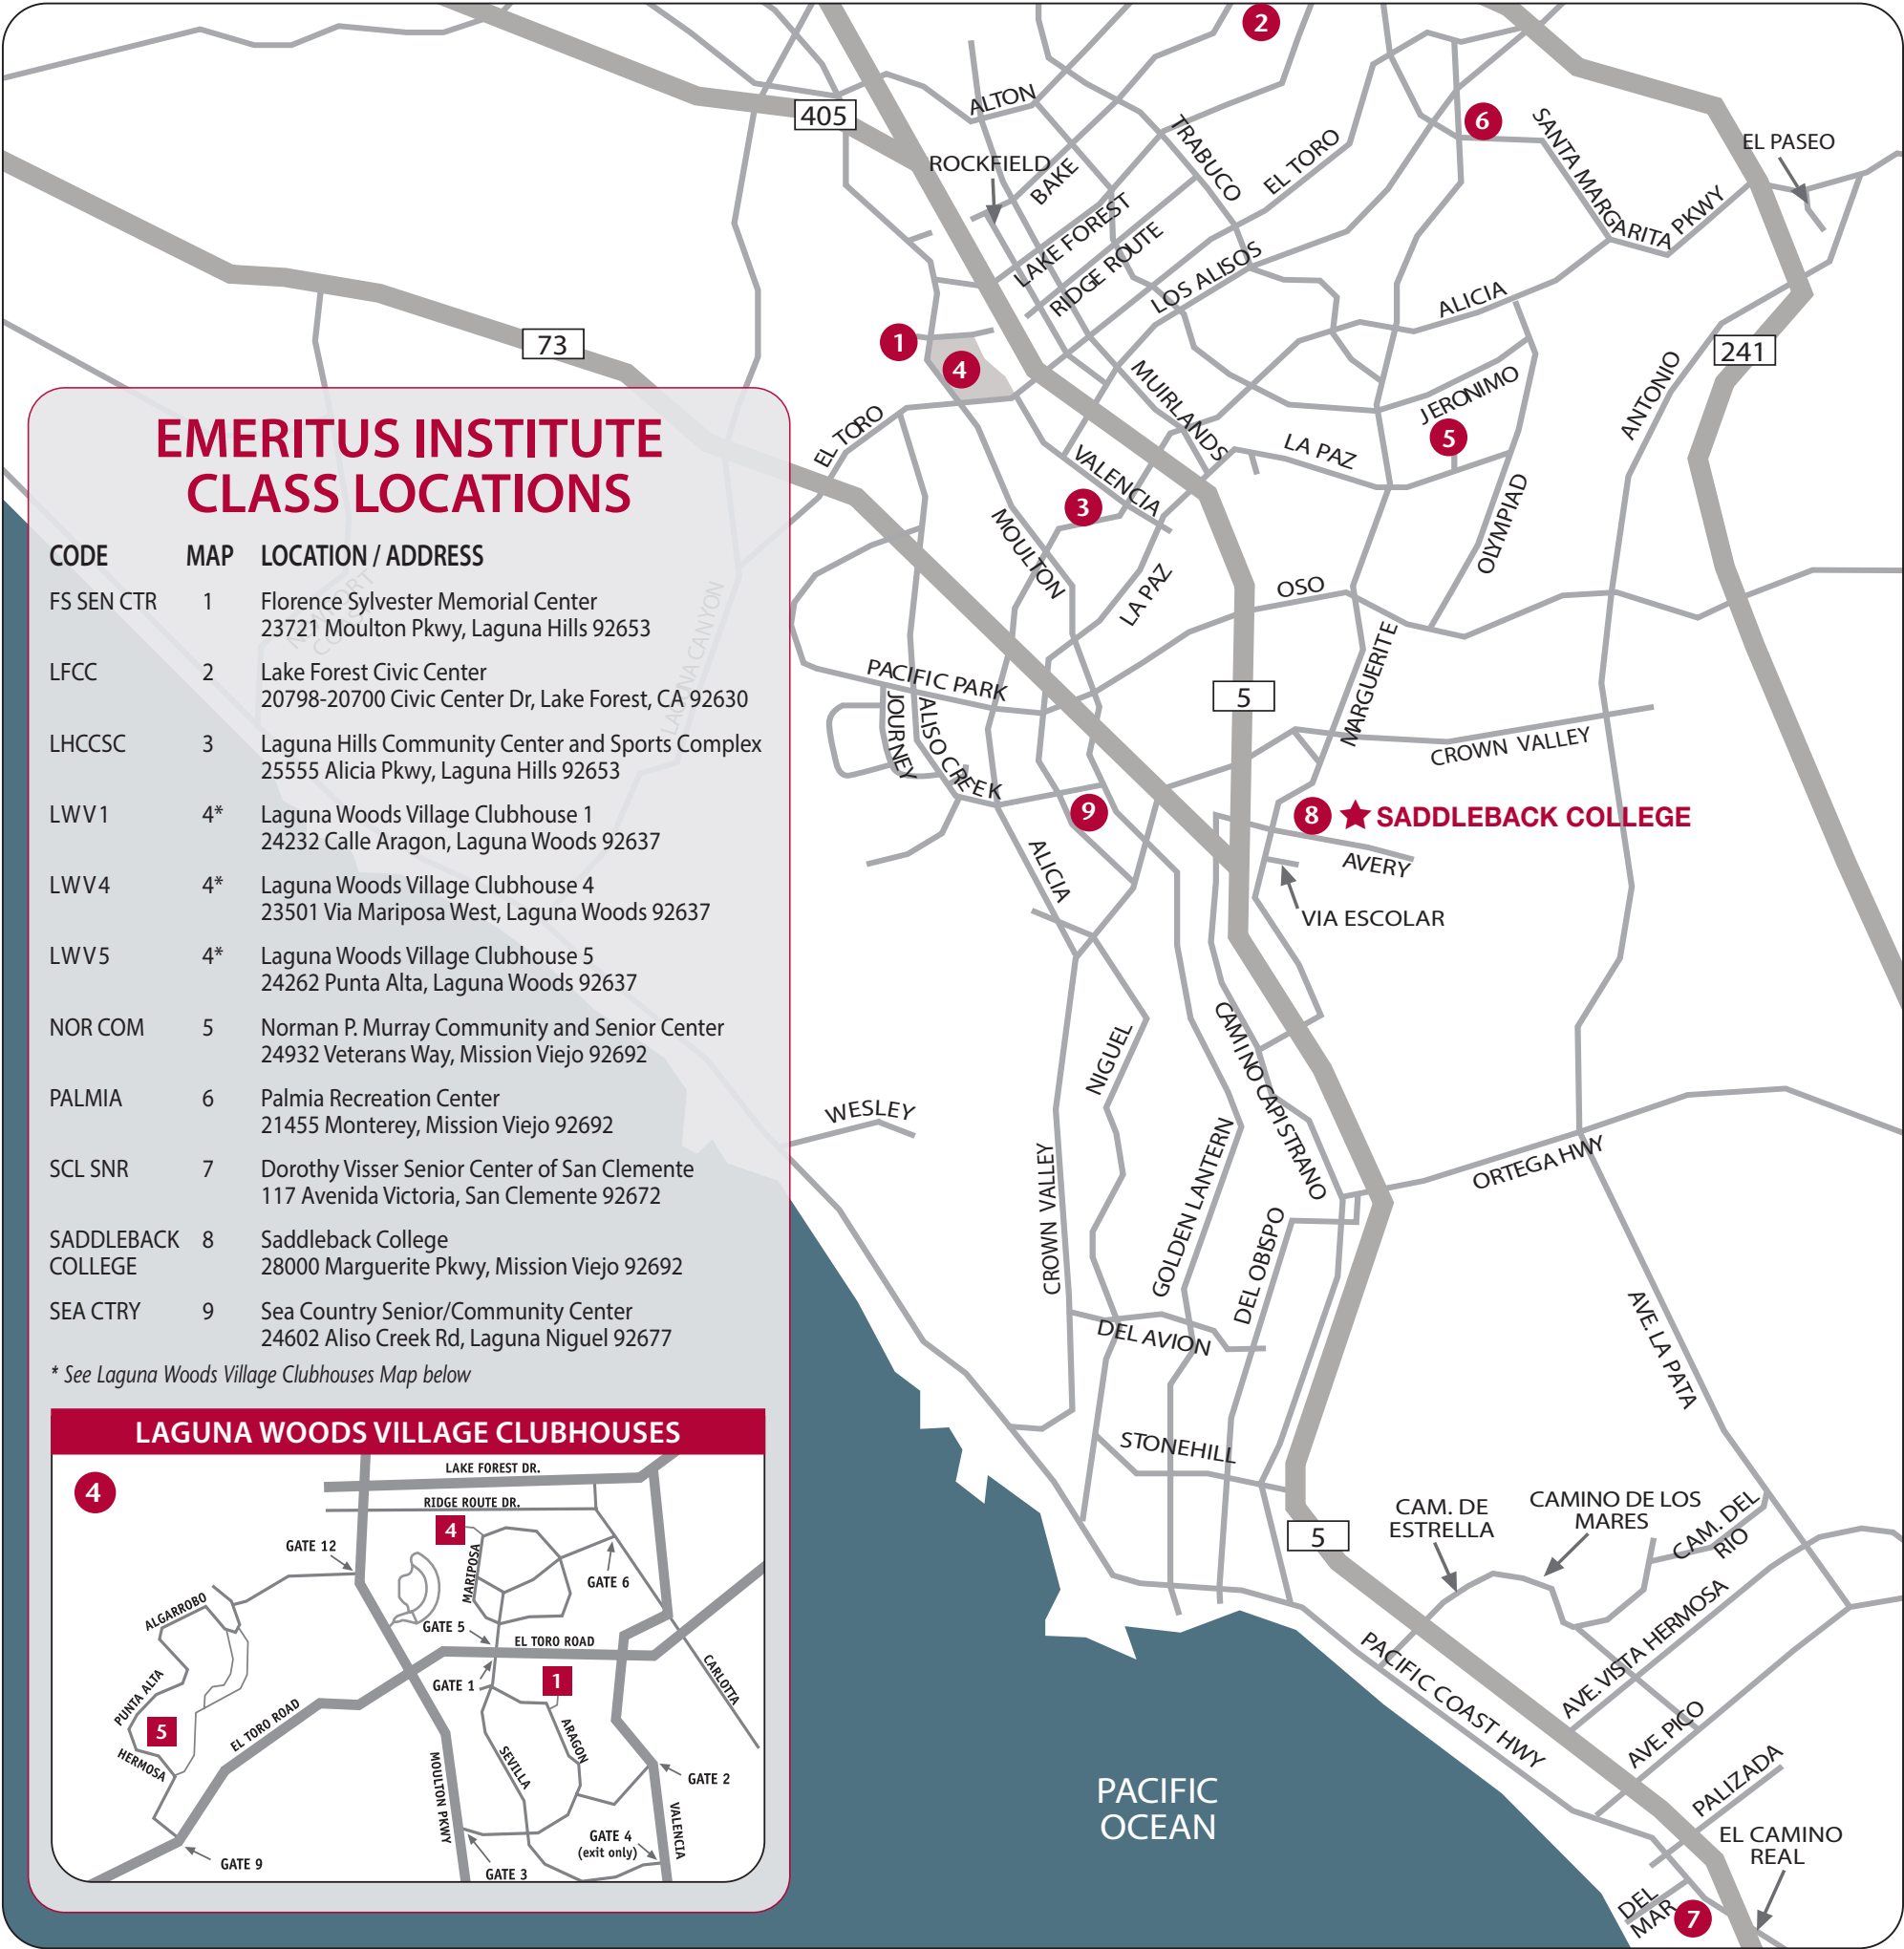 EMERITUS INSTITUTE
CLASS LOCATIONS
CODE MAP LOCATION / ADDRESS
FS SEN CTR 1 Florence Sylvester Memorial Center
23721 Moulton Pkwy, Laguna Hills 92653
LFCC 2 Lake Forest Civic Center
20798-20700 Civic Center Dr, Lake Forest, CA 92630
LHCCSC 3 Laguna Hills Community Center and Sports Complex
25555 Alicia Pkwy, Laguna Hills 92653
LWV1 4* Laguna Woods Village Clubhouse 1
24232 Calle Aragon, Laguna Woods 92637
LWV4 4* Laguna Woods Village Clubhouse 4
23501 Via Mariposa West, Laguna Woods 92637
LWV5 4* Laguna Woods Village Clubhouse 5
24262 Punta Alta, Laguna Woods 92637
NOR COM 5 Norman P. Murray Community and Senior Center
24932 Veterans Way, Mission Viejo 92692
PALMIA 6 Palmia Recreation Center
21455 Monterey, Mission Viejo 92692
SCL SNR 7 Dorothy Visser Senior Center of San Clemente
117 Avenida Victoria, San Clemente 92672
SADDLEBACK 8 Saddleback College
COLLEGE 28000 Marguerite Pkwy, Mission Viejo 92692
SEA CTRY 9 Sea Country Senior/Community Center
24602 Aliso Creek Rd, Laguna Niguel 92677
* See Laguna Woods Village Clubhouses Map below
LAGUNA WOODS VILLAGE CLUBHOUSES
4
LAKE FOREST DR.
RIDGE ROUTE DR.
4
GATE 12
MARIPOSA
GATE 6
ALGARROBO
GATE 5
EL TORO ROAD
GATE 1
1
CARLOTTA
PUNTA ALTA
5
EL TORO ROAD
ARAGON
HERMOSA
SEVILLA
MOULTON PKWY
GATE 2
VALENCIA
GATE 4
(exit only)
GATE 9
GATE 3
2
405
ALTON
ROCKFIELD
BAKE
TRABUCO
EL TORO
6
SANTA MARGARITA PKWY
EL PASEO
LAKE FOREST
RIDGE ROUTE
LOS ALISOS
ALICIA
73
1
4
241
MUIRLANDS
JERONIMO
5
ANTONIO
EL TORO
VALENCIA
LA PAZ
3
MOULTON
OLYMPIAD
LA PAZ
OSO
LAGUNA CANYON
PACIFIC PARK
JOURNEY
ALISO CREEK
5
MARGUERITE
CROWN VALLEY
9
8
SADDLEBACK COLLEGE
ALICIA
AVERY
VIA ESCOLAR
NIGUEL
CAMINO CAPISTRANO
WESLEY
CROWN VALLEY
GOLDEN LANTERN
DEL OBISPO
ORTEGA HWY
DEL AVION
AVE. LA PATA
STONEHILL
5
CAM. DE
ESTRELLA
CAMINO DE LOS
MARES
CAM. DEL
RIO
AVE. VISTA HERMOSA
PACIFIC COAST HWY
AVE. PICO
PALIZADA
PACIFIC
OCEAN
EL CAMINO
REAL
DEL
MAR
7